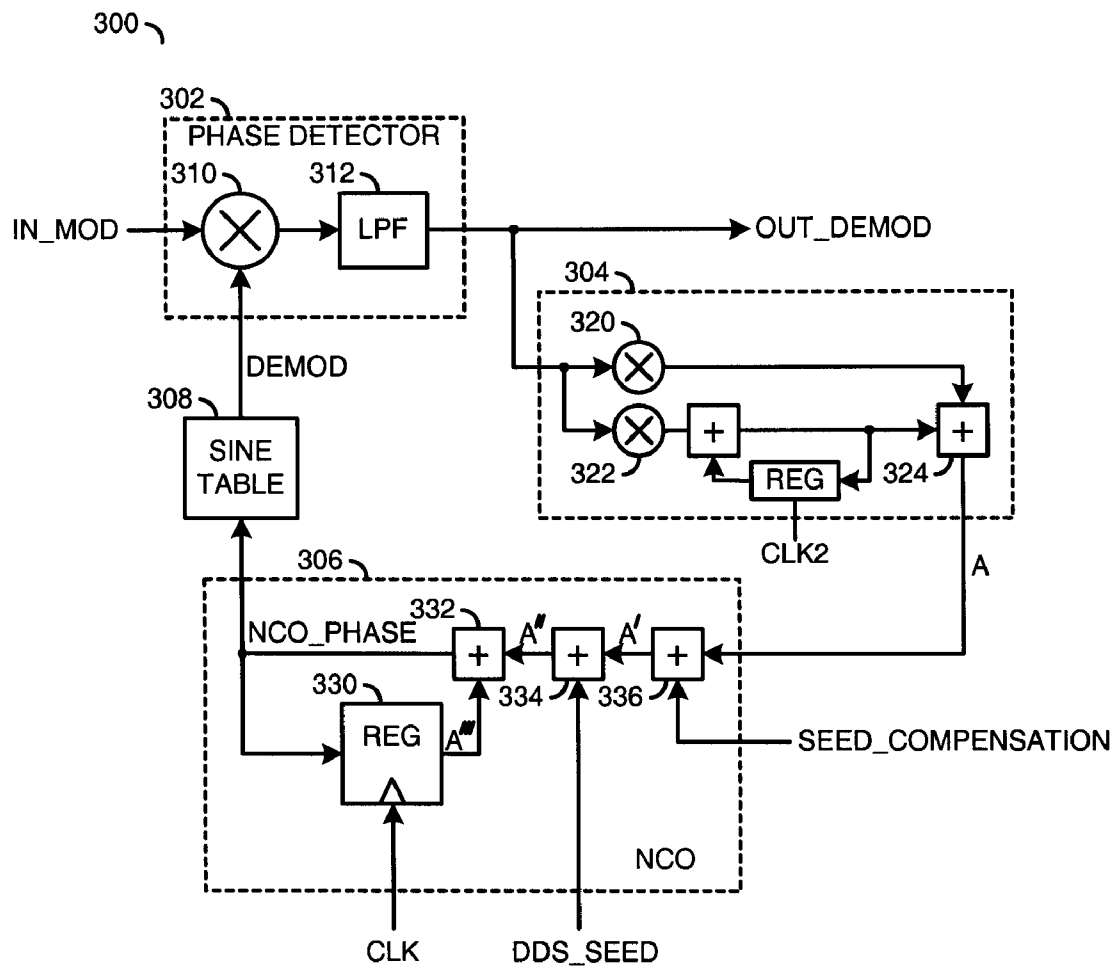 300
302
PHASE DETECTOR
310
312
IN_MOD
LPF
OUT_DEMOD
304
320
DEMOD
308
SINE
TABLE
322
+
REG
+
324
CLK2
A
306
332
NCO_PHASE
+
A"
+
A'
+
334
336
330
REG
A'"
SEED_COMPENSATION
NCO
CLK
DDS_SEED